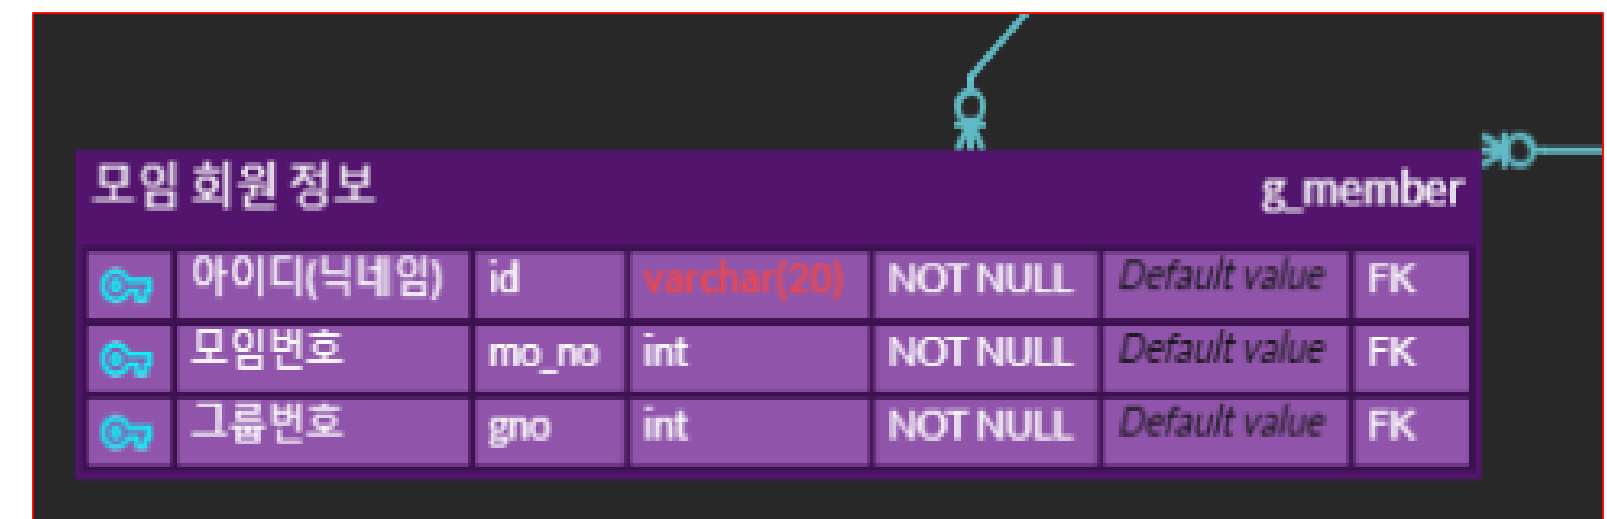 모임 회원 정보 g_member
아이디(닉네임) id varchar(20) NOT NULL Default value FK
모임번호 mo_no int NOT NULL Default value FK
그룹번호 gno int NOT NULL Default value FK